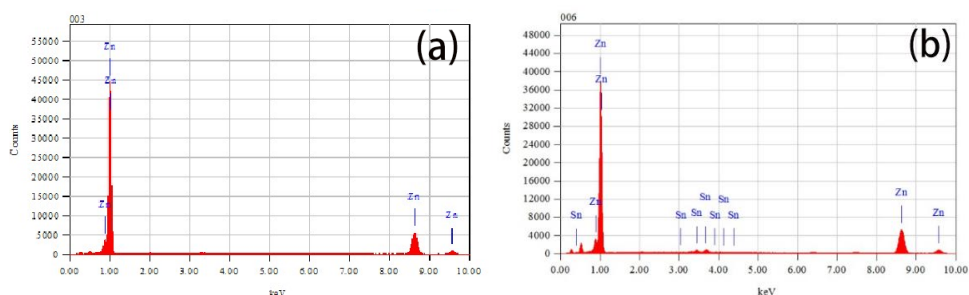 003
(a)
Zn
Zn
Zn
Zn
Zn
Counts
55000
50000
45000
40000
35000
30000
25000
20000
15000
10000
5000
0
0.00 1.00 2.00 3.00 4.00 5.00 6.00 7.00 8.00 9.00 10.00
keV
006
(b)
Zn
Zn
Sn Zn Sn Sn Sn Sn Sn Sn Zn Zn
Counts
48000
44000
40000
36000
32000
28000
24000
20000
16000
12000
8000
4000
0
0.00 1.00 2.00 3.00 4.00 5.00 6.00 7.00 8.00 9.00 10.00
keV